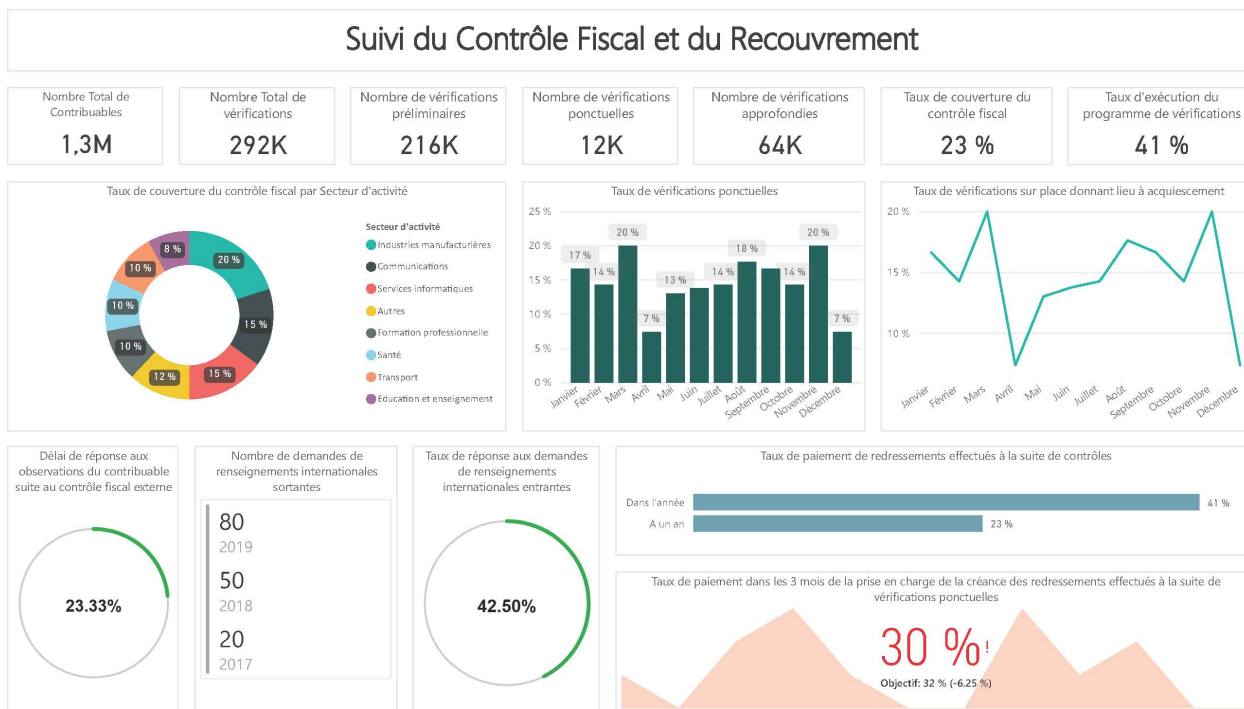 Suivi du Contrôle Fiscal et du Recouvrement
Nombre Total de
Contribuables
1,3M
Nombre Total de
vérifications
292K
Nombre de vérifications
préliminaires
216K
Nombre de vérifications
ponctuelles
12K
Nombre de vérifications
approfondies
64K
Taux de couverture du
contrôle fiscal
23 %
Taux d'exécution du
programme de vérifications
41 %
Taux de couverture du contrôle fiscal par Secteur d'activité
8 %
20 %
10 %
10 %
15 %
10 %
12 %
15 %
Secteur d'activité
Industries manufacturières
Communications
Services informatiques
Autres
Formation professionnelle
Santé
Transport
Education et enseignement
Taux de vérifications ponctuelles
25 %
20 %
15 %
10 %
5 %
0 %
17 %
14 %
20 %
7 %
13 %
14 %
18 %
14 %
20 %
7 %
Janvier
Février
Mars
Avril
Mai
Juin
Juillet
Août
Septembre
Octobre
Novembre
Décembre
Taux de vérifications sur place donnant lieu à acquiescement
20 %
15 %
10 %
Janvier
Février
Mars
Avril
Mai
Juin
Juillet
Août
Septembre
Octobre
Novembre
Décembre
Délai de réponse aux
observations du contribuable
suite au contrôle fiscal externe
23.33%
Nombre de demandes de
renseignements internationales
sortantes
80
2019
50
2018
20
2017
Taux de réponse aux demandes
de renseignements
internationales entrantes
42.50%
Taux de paiement de redressements effectués à la suite de contrôles
Dans l'année
41 %
A un an
23 %
Taux de paiement dans les 3 mois de la prise en charge de la créance des redressements effectués à la suite de
vérifications ponctuelles
30 %!
Objectif: 32 % (-6.25 %)